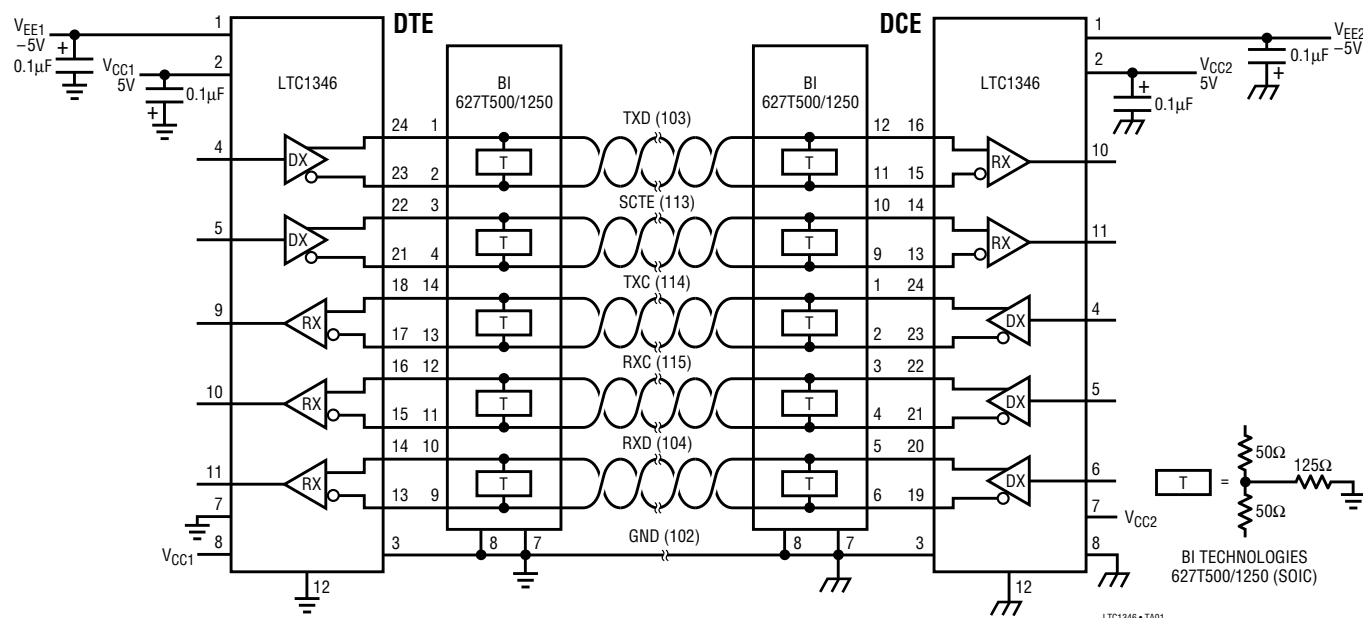 DTE
DCE
VEE1
–5V
0.1µF
+
1
VCC1
5V
2
0.1µF
+
LTC1346
BI
627T500/1250
BI
627T500/1250
LTC1346
1
VEE2
–5V
0.1µF
+
2
VCC2
5V
0.1µF
+
4
DX
24
1
T
TXD (103)
T
12
16
RX
10
23
2
11
15
5
DX
22
3
T
SCTE (113)
T
10
14
RX
11
21
4
9
13
9
RX
18
14
T
TXC (114)
T
1
24
DX
4
17
13
2
23
10
RX
16
12
T
RXC (115)
T
3
22
DX
5
15
11
4
21
11
RX
14
10
T
RXD (104)
T
5
20
DX
6
13
9
6
19
7
VCC1
8
3
8
7
GND (102)
8
7
3
7
VCC2
8
12
12
T
=
50Ω
125Ω
50Ω
BI TECHNOLOGIES
627T500/1250 (SOIC)
LTC1346 • TA01